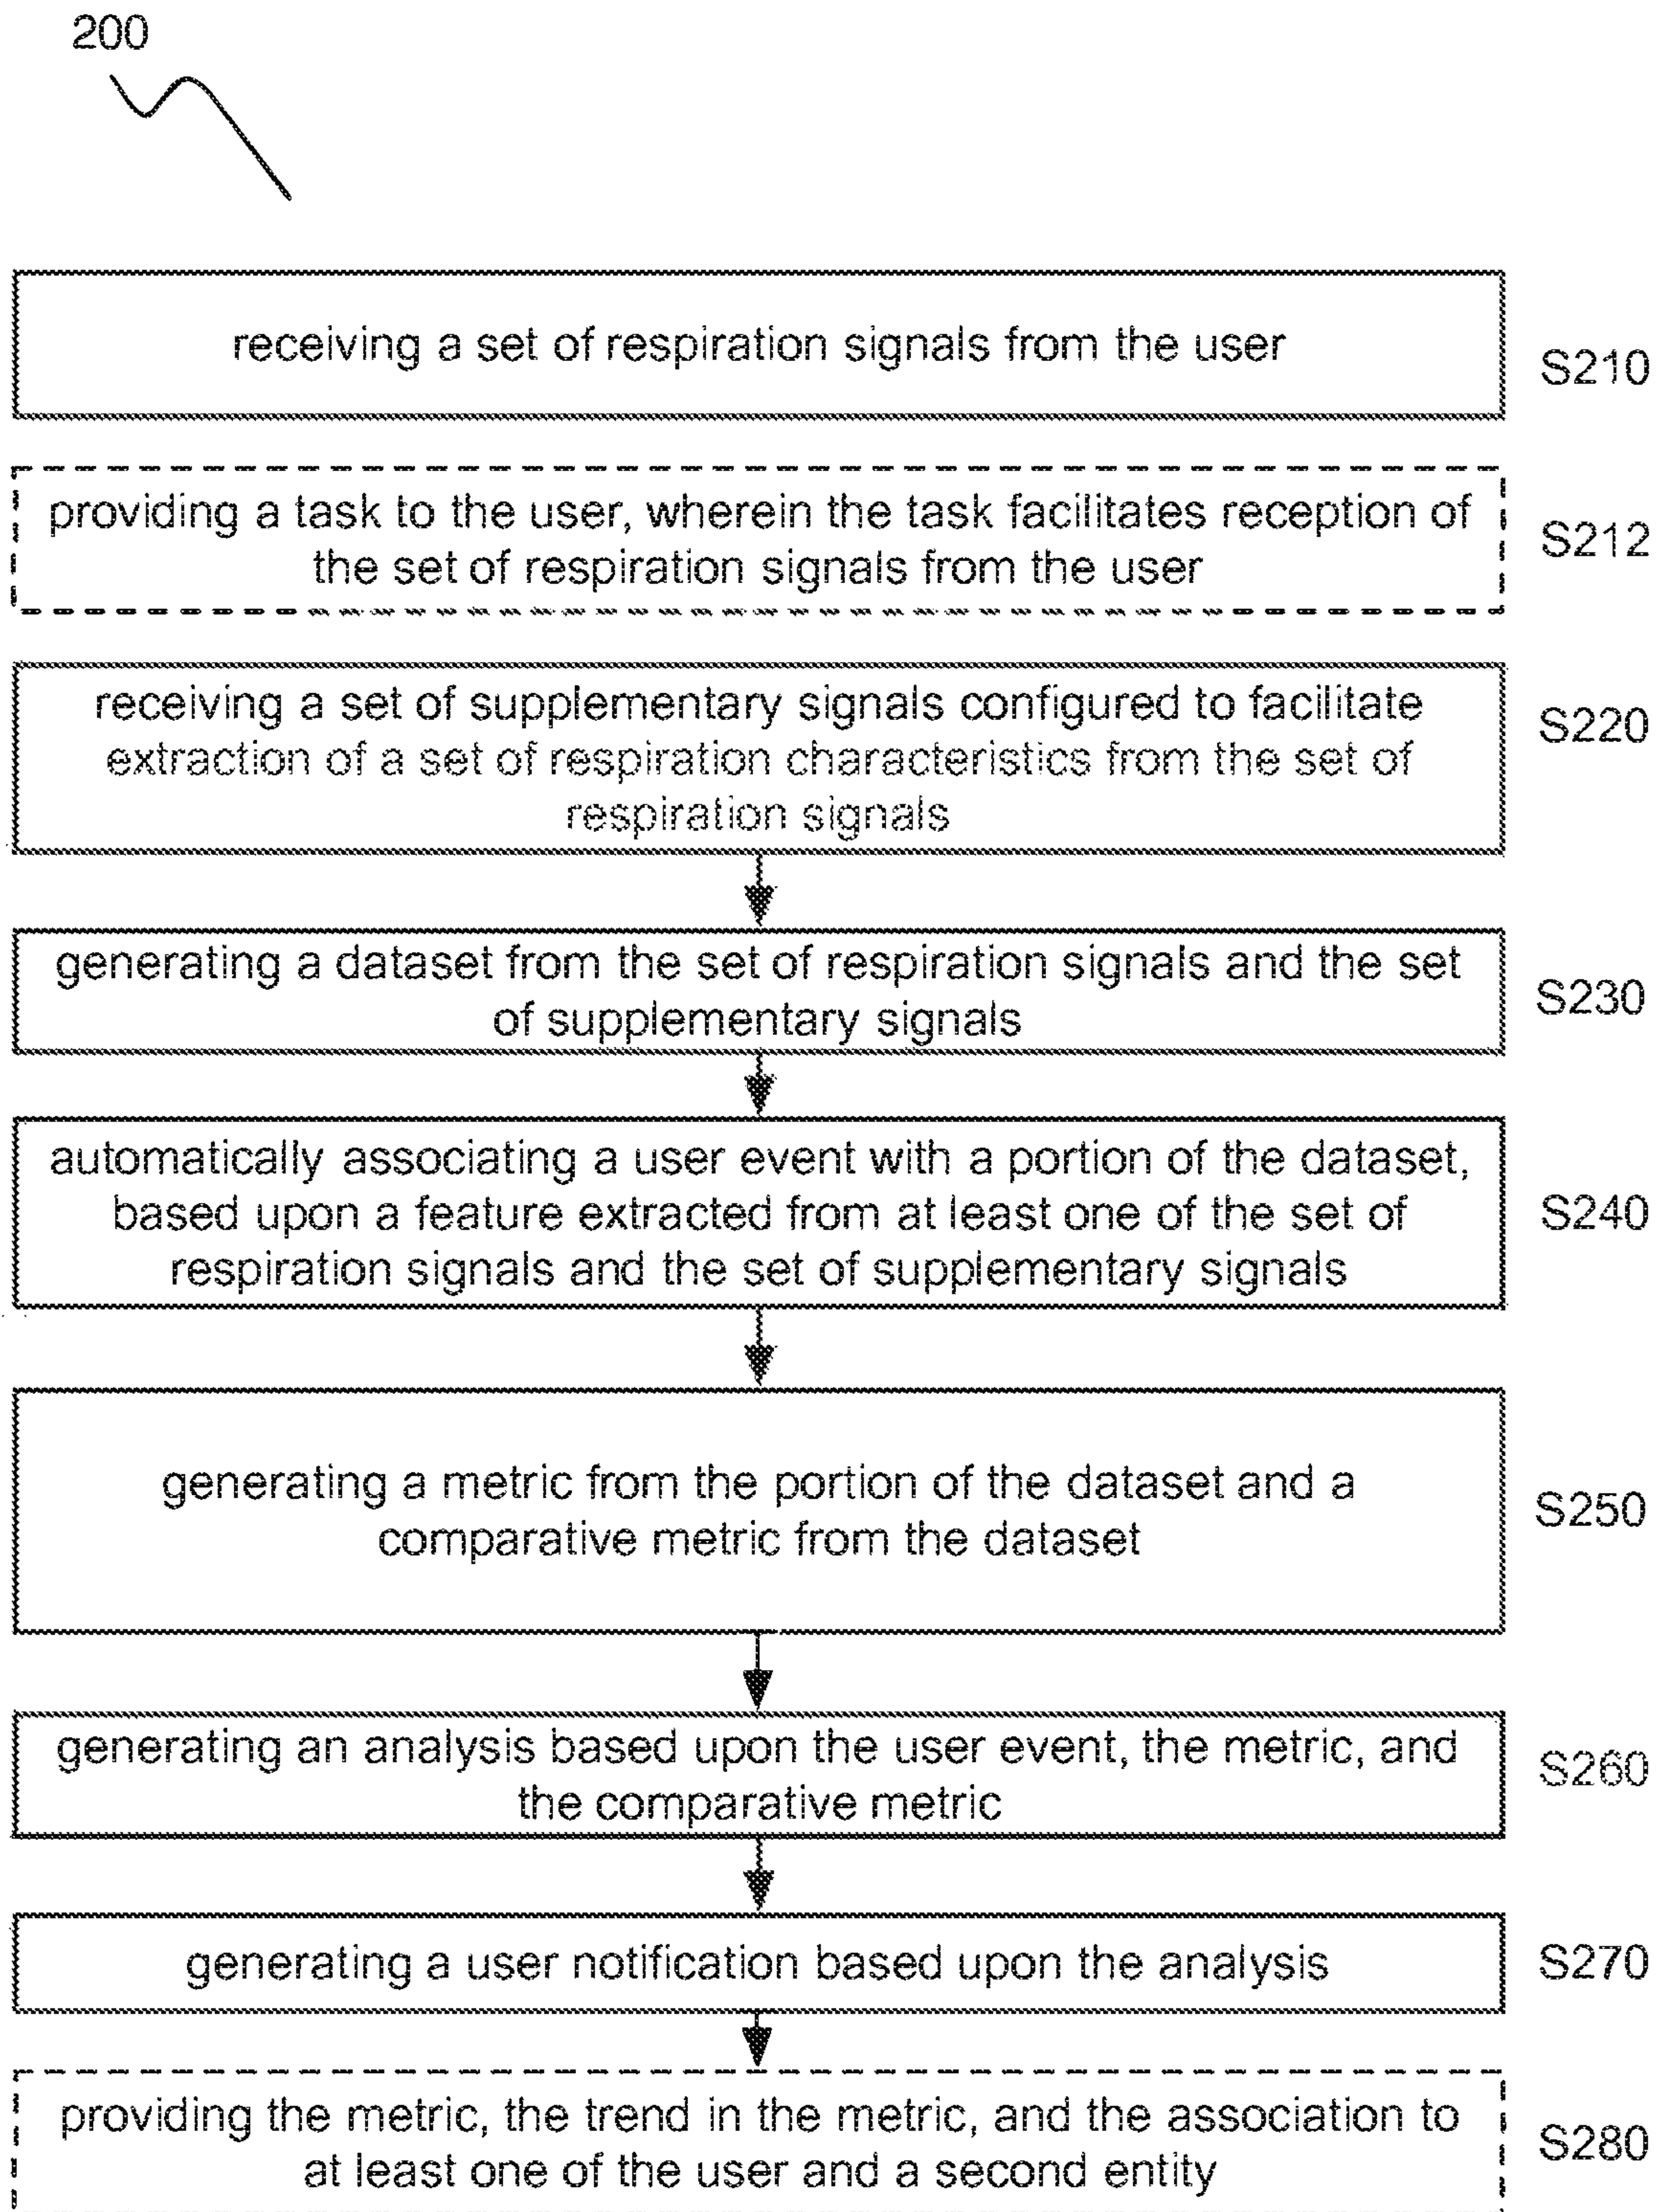 200
receiving a set of respiration signals from the user
S210
providing a task to the user, wherein the task facilitates reception of
the set of respiration signals from the user
S212
receiving a set of supplementary signals configured to facilitate
extraction of a set of respiration characteristics from the set of
respiration signals
S220
generating a dataset from the set of respiration signals and the set
of supplementary signals
S230
automatically associating a user event with a portion of the dataset,
based upon a feature extracted from at least one of the set of
respiration signals and the set of supplementary signals
S240
generating a metric from the portion of the dataset and a
comparative metric from the dataset
S250
generating an analysis based upon the user event, the metric, and
the comparative metric
S260
generating a user notification based upon the analysis
S270
providing the metric, the trend in the metric, and the association to
at least one of the user and a second entity
S280